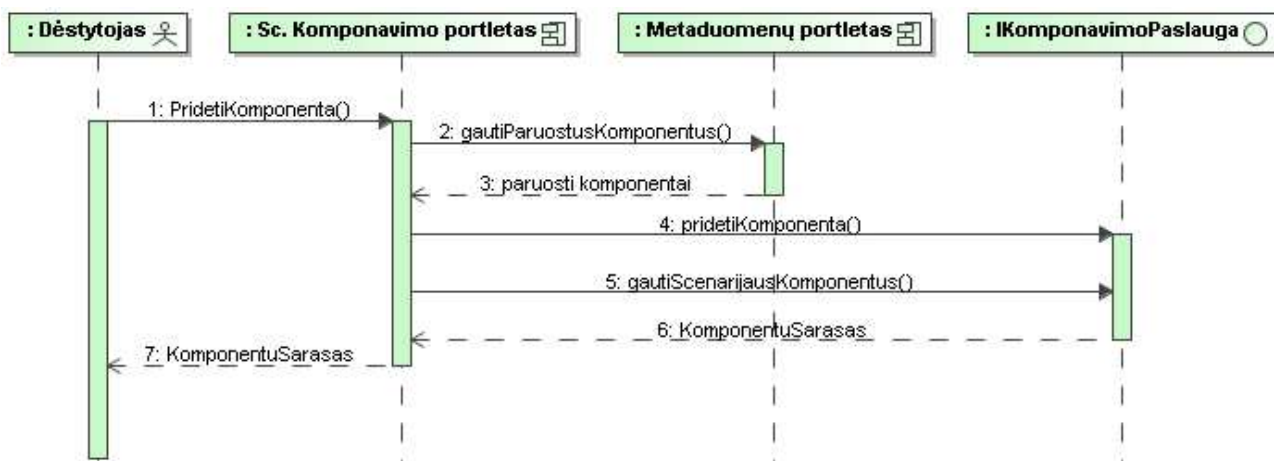 : Dėstytojas
: Sc. Komponavimo portletas
: Metaduomenų portletas
: IKomponavimoPaslauga
1: PridetiKomponenta()
2: gautiParuostusKomponentus()
3: paruosti komponentai
4: pridetiKomponenta()
5: gautiScenarijausKomponentus()
6: KomponentuSarasas
7: KomponentuSarasas